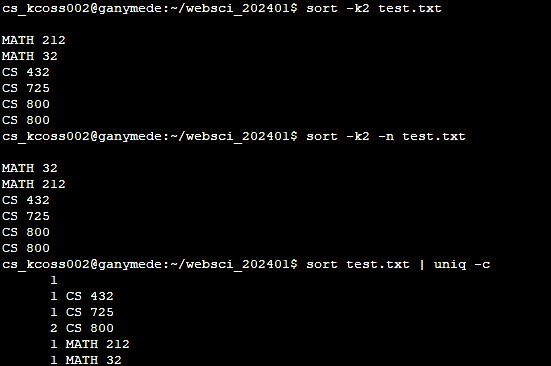 cs_kcoss002@ganymede:~/websci_202401$ sort -k2 test.txt
MATH 212
MATH 32
CS 432
CS 725
CS 800
CS 800
cs_kcoss002@ganymede:~/websci_202401$ sort -k2 -n test.txt
MATH 32
MATH 212
CS 432
CS 725
CS 800
CS 800
cs_kcoss002@ganymede:~/websci_202401$ sort test.txt | uniq -c
1
1 CS 432
1 CS 725
2 CS 800
1 MATH 212
1 MATH 32